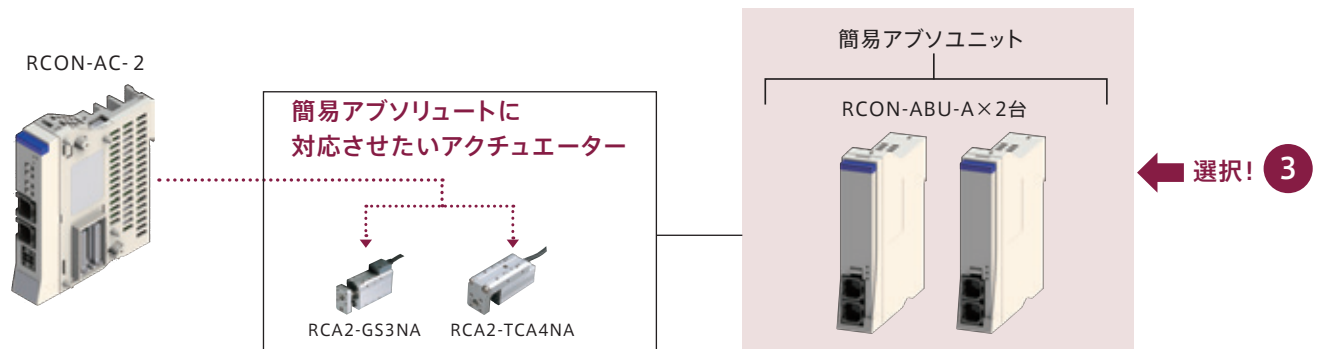 RCON-AC-2
簡易アブソリュートに
対応させたいアクチュエーター
RCA2-GS3NA
RCA2-TCA4NA
簡易アブソユニット
RCON-ABU-A×2台
選択! 3